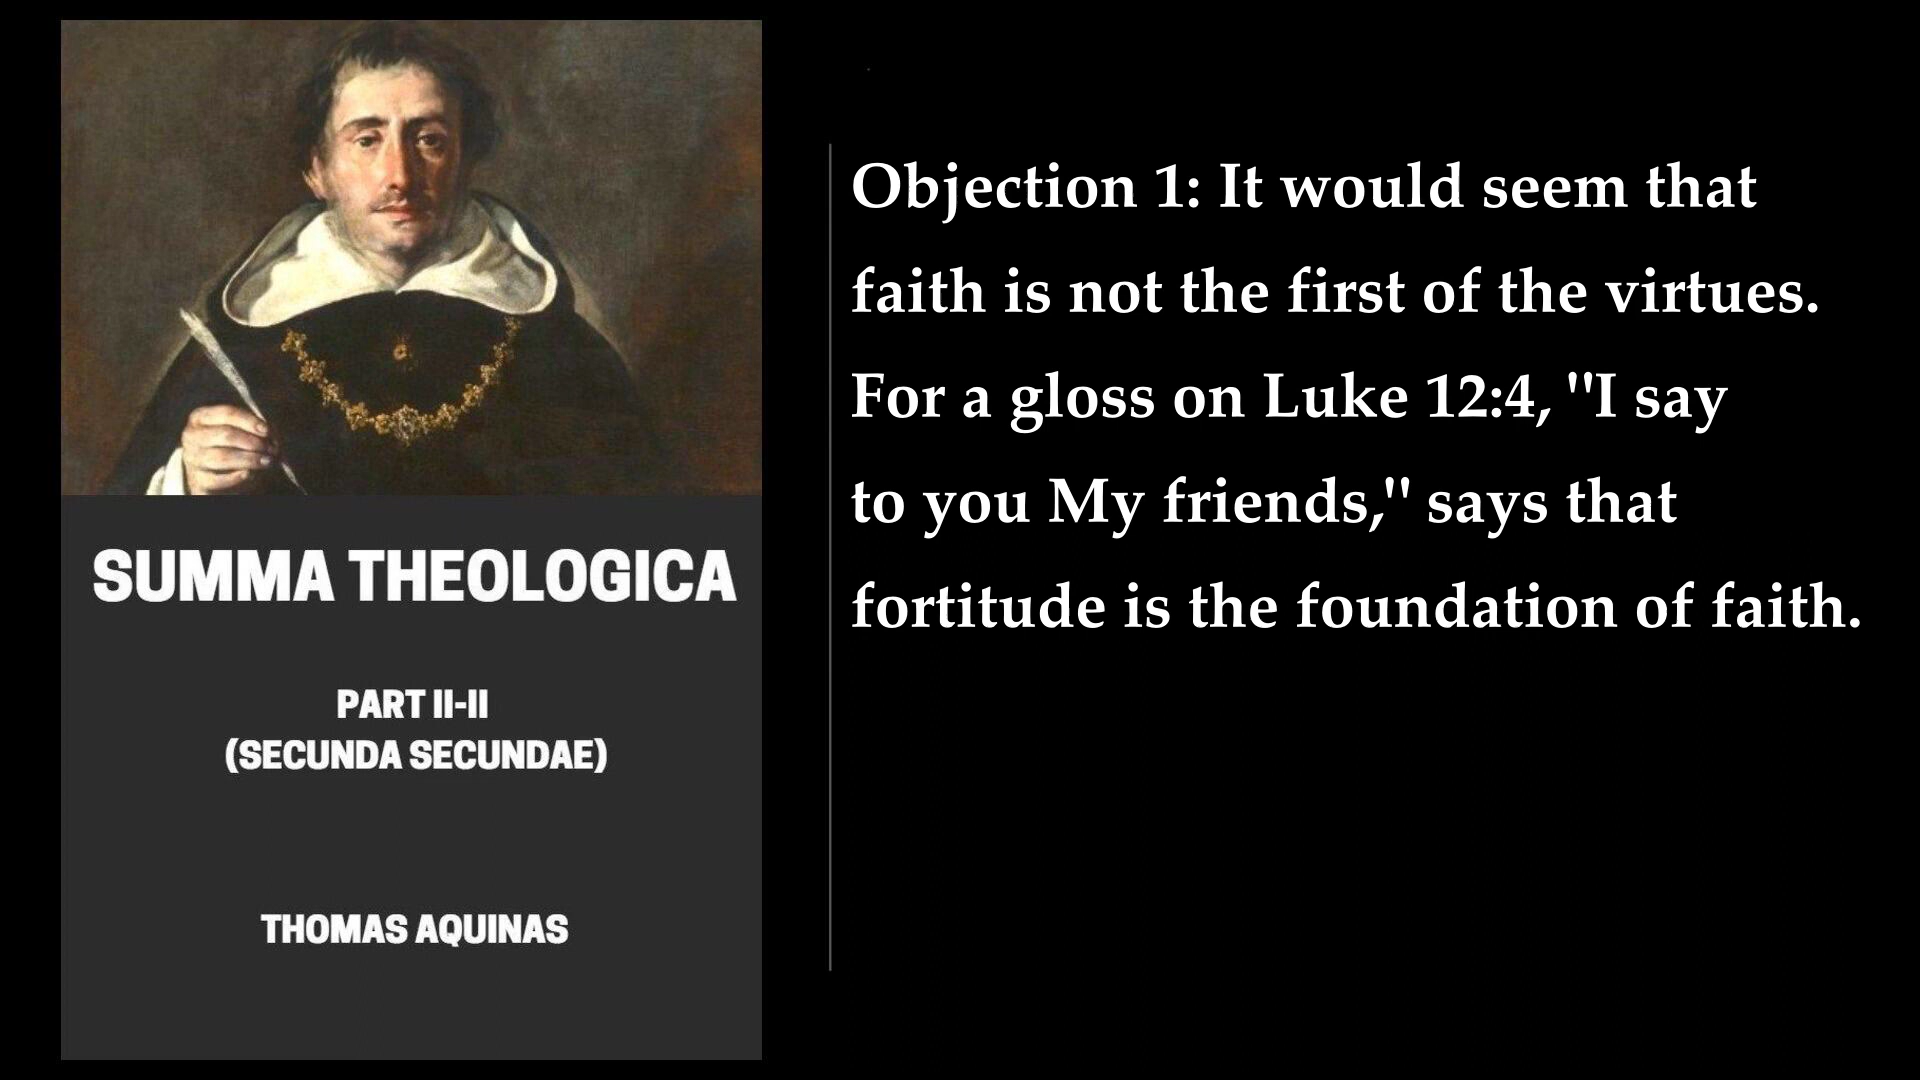 SUMMA THEOLOGICA
PART II-II
(SECUNDA SECUNDAE)
THOMAS AQUINAS
Objection 1: It would seem that
faith is not the first of the virtues.
For a gloss on Luke 12:4, "I say
to you My friends," says that
fortitude is the foundation of faith.